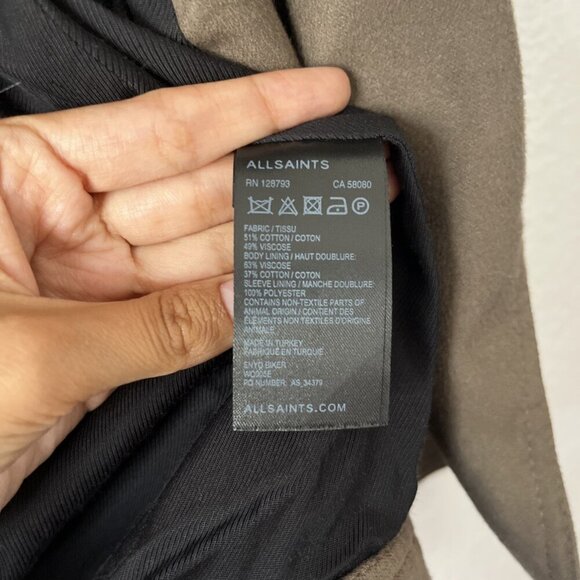 ALLSAINTS
RN 128793 CA 58080
P
FABRIC / TISSU
51% COTTON / COTON
49% VISCOSE
BODY LINING / HAUT DOUBLURE:
63% VISCOSE
37% COTTON / COTON
SLEEVE LINING / MANCHE DOUBLURE:
100% POLYESTER
CONTAINS NON-TEXTILE PARTS OF
ANIMAL ORIGIN / CONTIENT DES
ÉLÉMENTS NON TEXTILES D'ORIGINE
ANIMALE
MADE IN TURKEY
FABRIQUÉ EN TURQUIE
ENYO BIKER
PO NUMBER: AS_34379
ALLSAINTS.COM